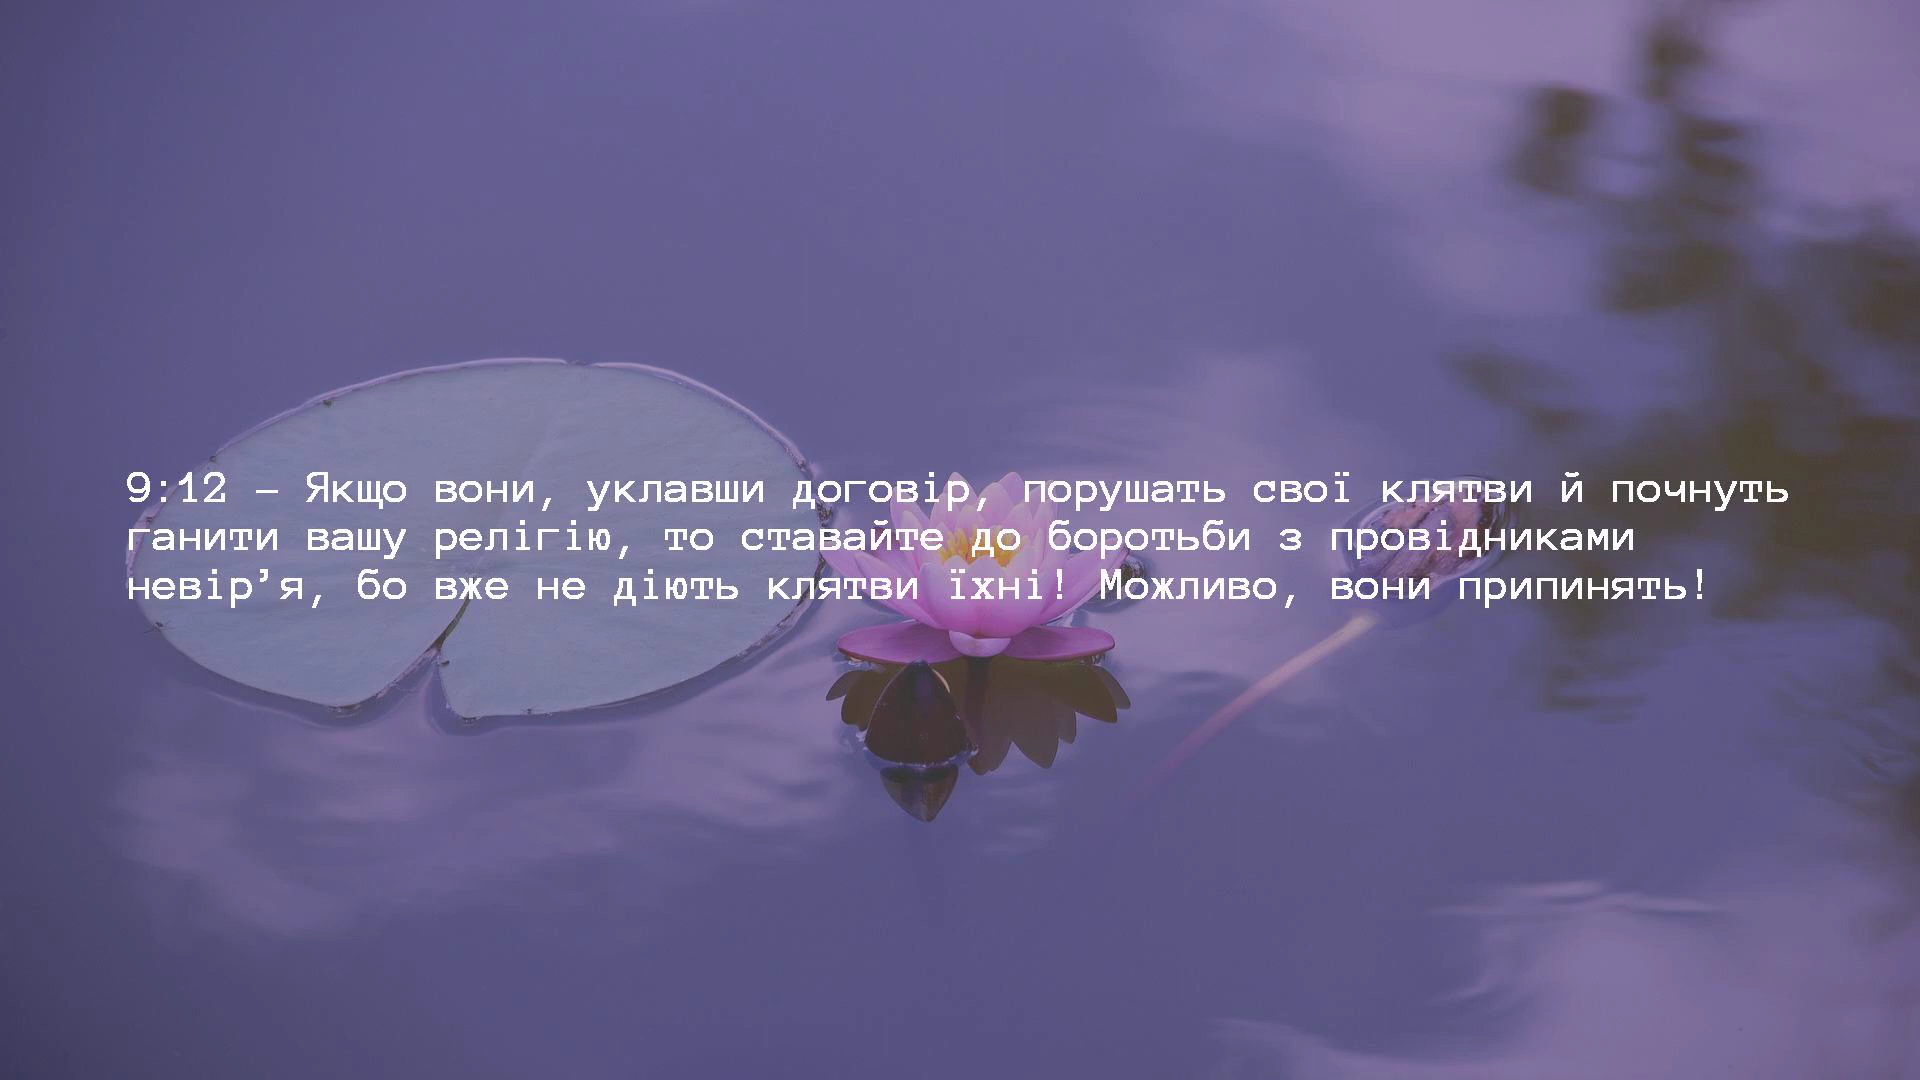 9:12 – Якщо вони, уклавши договір, порушать свої клятви й почнуть
ганити вашу релігію, то ставайте до боротьби з провідниками
невір’я, бо вже не діють клятви їхні! Можливо, вони припинять!